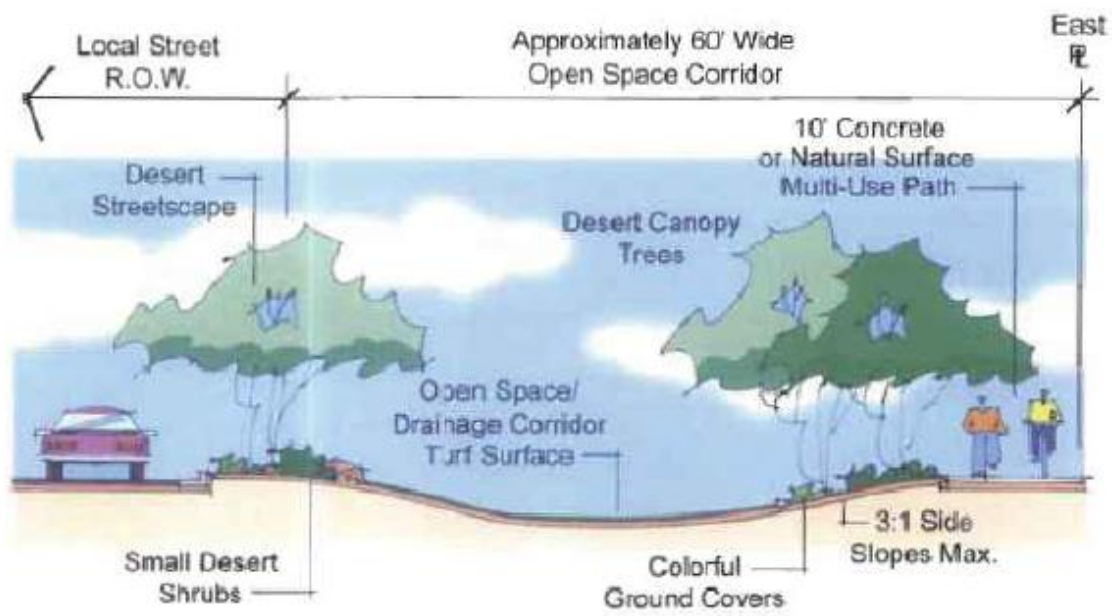 Local Street
R.O.W.
Approximately 60' Wide
Open Space Corridor
East
PL
10' Concrete
or Natural Surface
Multi-Use Path
Desert
Streetscape
Desert Canopy
Trees
Open Space/
Drainage Corridor
Turf Surface
3:1 Side
Slopes Max.
Small Desert
Shrubs
Colorful
Ground Covers